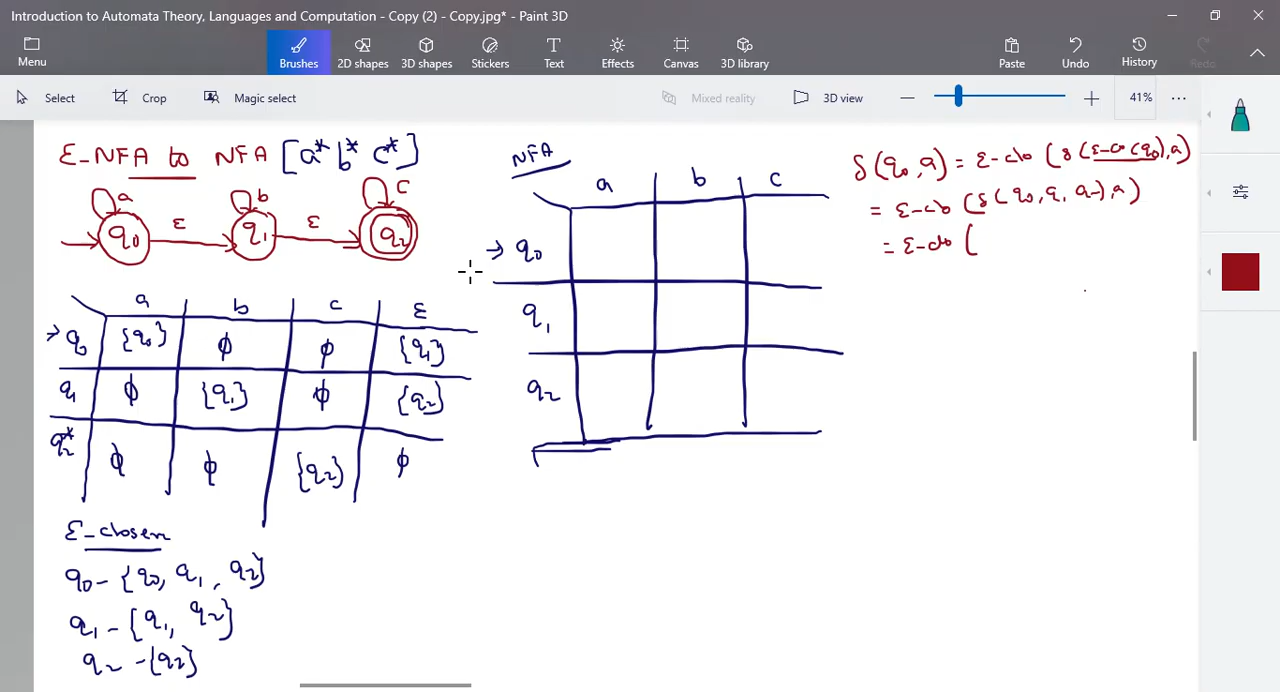 Introduction to Automata Theory, Languages and Computation - Copy (2) - Copy.jpg* - Paint 3D
Menu
Brushes
2D shapes
3D shapes
Stickers
Text
Effects
Canvas
3D library
Paste
Undo
History
Redo
Select
Crop
Magic select
Mixed reality
3D view
41%
ε-NFA to NFA [a* b* c*]
a b c
q0 ε q1 ε q2
a b c ε
→ q0 {q0} ϕ ϕ {q1}
q1 ϕ {q1} ϕ {q2}
q2* ϕ ϕ {q2} ϕ
ε-closer
q0 - {q0, q1, q2}
q1 - {q1, q2}
q2 - {q2}
NFA
a b c
→ q0
q1
q2
δ(q0, a) = ε-clo (δ(ε-clo(q0), a)
= ε-clo (δ(q0, q1, q2), a)
= ε-clo (